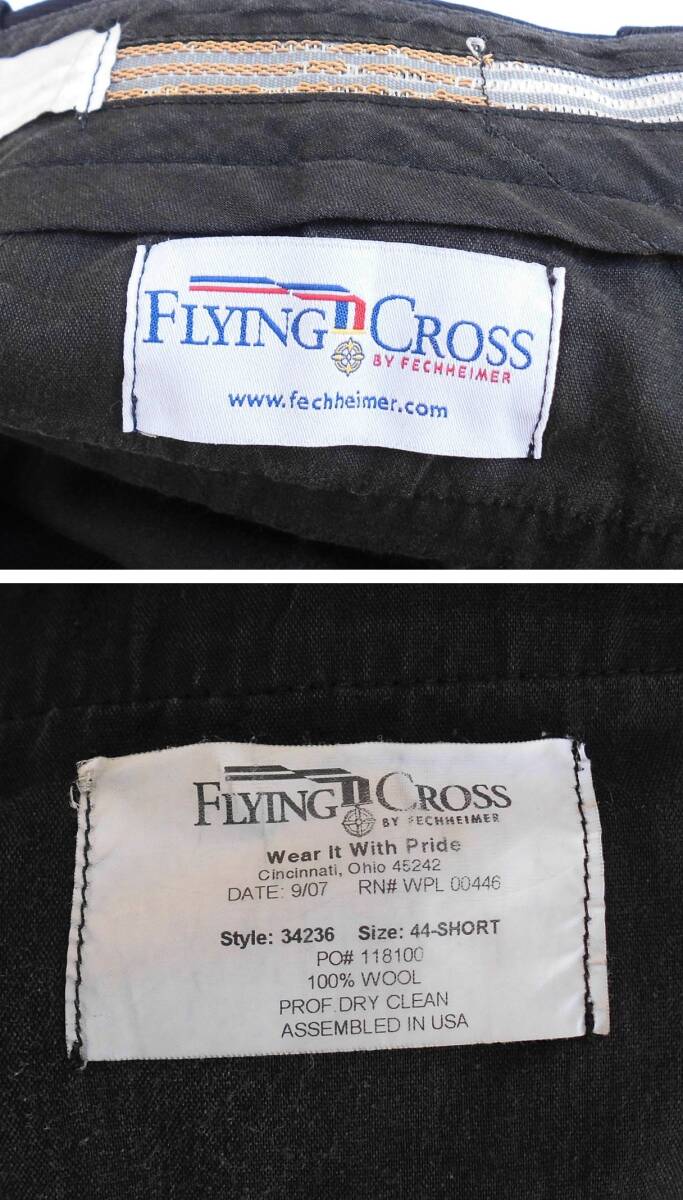 FLYING CROSS
BY FECHHEIMER
www.fechheimer.com
FLYING CROSS
BY FECHHEIMER
Wear It With Pride
Cincinnati, Ohio 45242
DATE: 9/07 RN# WPL 00446
Style: 34236 Size: 44-SHORT
PO# 118100
100% WOOL
PROF. DRY CLEAN
ASSEMBLED IN USA